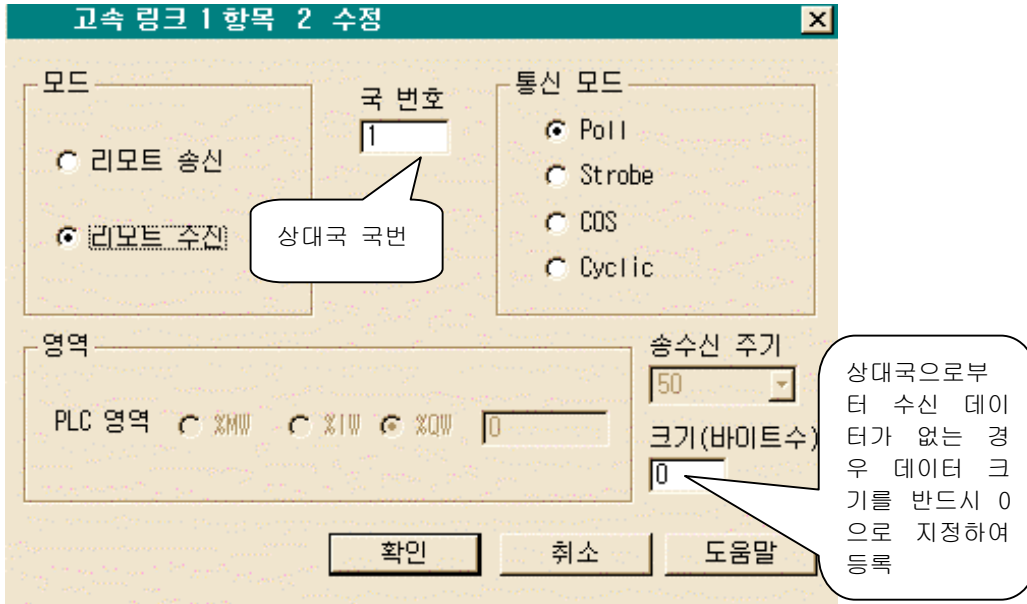 고속 링크 1 항목 2 수정
모드
리모트 송신
리모트 수신
국 번호
1
상대국 국번
통신 모드
Poll
Strobe
COS
Cyclic
영역
PLC 영역 %MW %IW %QW 0
송수신 주기
50
크기(바이트수)
0
상대국으로부
터 수신 데이
터가 없는 경
우 데이터 크
기를 반드시 0
으로 지정하여
등록
확인
취소
도움말